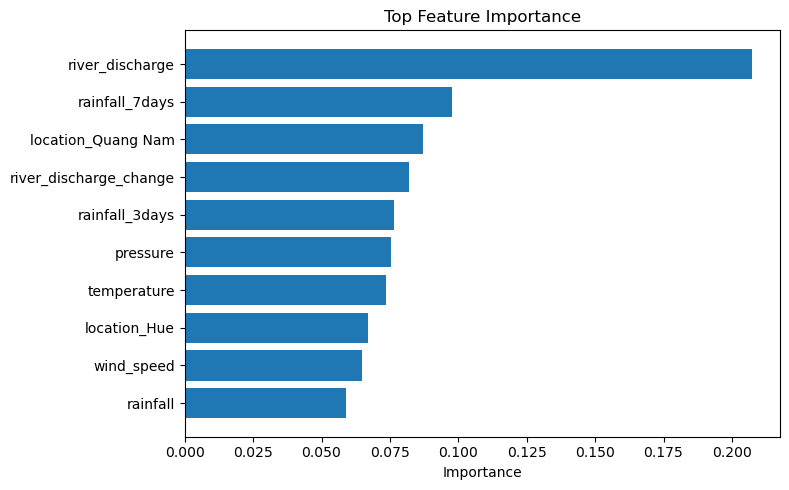 Top Feature Importance
river_discharge
rainfall_7days
location_Quang Nam
river_discharge_change
rainfall_3days
pressure
temperature
location_Hue
wind_speed
rainfall
0.000 0.025 0.050 0.075 0.100 0.125 0.150 0.175 0.200
Importance